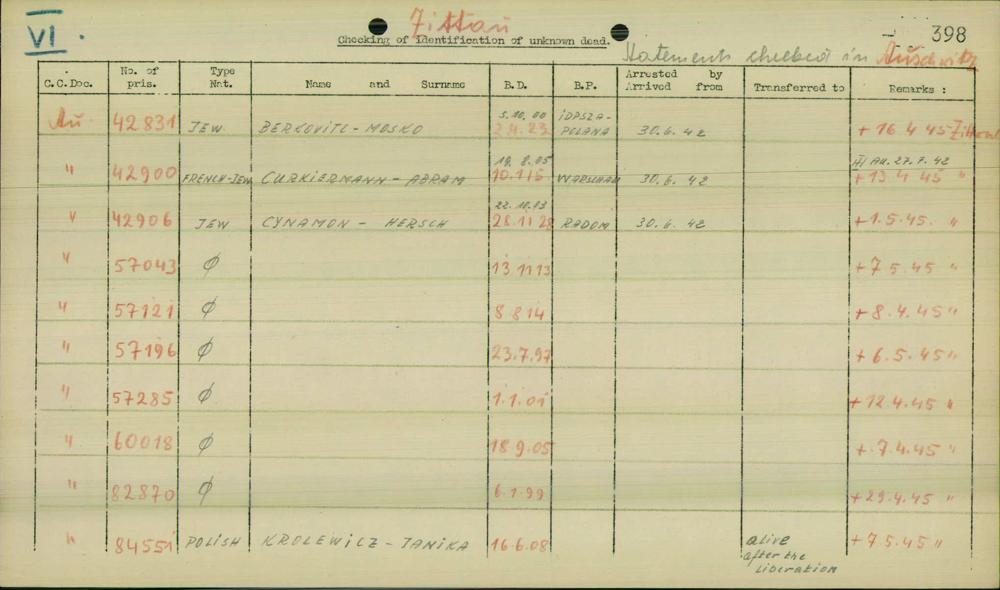 VI.
Zittau
Checking of identification of unknown dead.
398
Statement checked in Auschwitz
C.C.Doc. No. of pris. Type Nat. Name and Surname B.D. B.P. Arrested by Arrived from Transferred to Remarks :
Au. 42831 JEW BERKOVITC-MOSKO 5.10.00 2.11.23 POLANA 30.6.42 + 16.4 45 Zittau
" 42900 FRENCH-JEW CURKIERMANN-ABRAM 19.8.05 10.1.15 WARSCHAU 30.6.42 Au. 27.7.42 + 13 4 45 "
" 42906 JEW CYNAMON - HERSCH 28.11 28 RADOM 30.6.42 + 1.5.45. "
" 57043 ϕ 13 11 13 + 7 5.45 "
" 57121 ϕ 8 8 14 + 8.4.45 "
" 57196 ϕ 23.7.97 + 6.5.45 "
" 57285 ϕ 1.1.01 + 12.4.45 "
" 60018 ϕ 18 9.05 + 7.4.45 "
" 82870 ϕ 6.1.99 + 29.4.45 "
" 84551 POLISH KROLEWICZ-JANIKA 16.6.08 alive after the liberation + 7 5.45 "